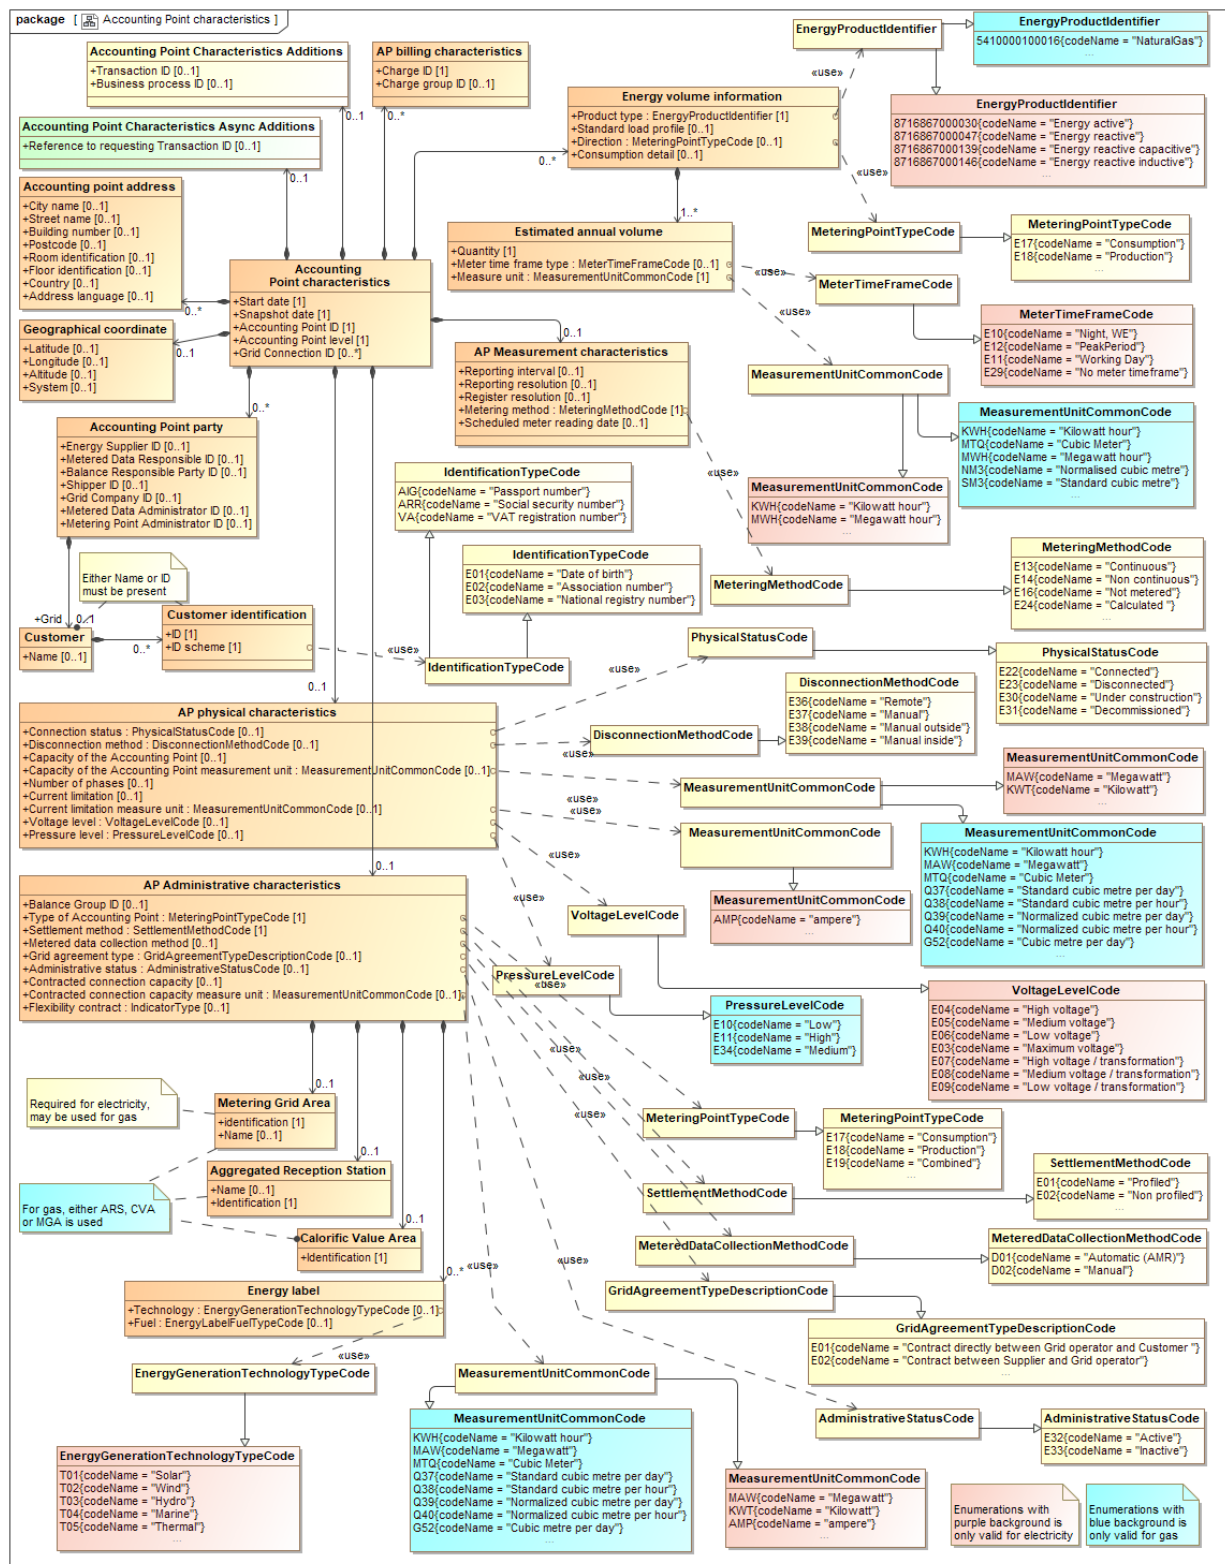 package [ Accounting Point characteristics ]
Accounting Point Characteristics Additions
+Transaction ID [0..1]
+Business process ID [0..1]
AP billing characteristics
+Charge ID [1]
+Charge group ID [0..1]
EnergyProductIdentifier
EnergyProductIdentifier
5410000100016{codeName = "NaturalGas"}
...
«use»
Energy volume information
+Product type : EnergyProductIdentifier [1]
+Standard load profile [0..1]
+Direction : MeteringPointTypeCode [0..1]
+Consumption detail [0..1]
EnergyProductIdentifier
8716867000030{codeName = "Energy active"}
8716867000047{codeName = "Energy reactive"}
8716867000139{codeName = "Energy reactive capacitive"}
8716867000146{codeName = "Energy reactive inductive"}
...
0..1
0..*
0..*
«use»
Accounting Point Characteristics Async Additions
+Reference to requesting Transaction ID [0..1]
0..1
Accounting point address
+City name [0..1]
+Street name [0..1]
+Building number [0..1]
+Postcode [0..1]
+Room identification [0..1]
+Floor identification [0..1]
+Country [0..1]
+Address language [0..1]
0..*
1..*
Estimated annual volume
+Quantity [1]
+Meter time frame type : MeterTimeFrameCode [0..1]
+Measure unit : MeasurementUnitCommonCode [1]
MeteringPointTypeCode
MeteringPointTypeCode
E17{codeName = "Consumption"}
E18{codeName = "Production"}
...
«use»
«use»
MeterTimeFrameCode
Accounting
Point characteristics
+Start date [1]
+Snapshot date [1]
+Accounting Point ID [1]
+Accounting Point level [1]
+Grid Connection ID [0..*]
MeterTimeFrameCode
E10{codeName = "Night, WE"}
E12{codeName = "PeakPeriod"}
E11{codeName = "Working Day"}
E29{codeName = "No meter timeframe"}
Geographical coordinate
+Latitude [0..1]
+Longitude [0..1]
+Altitude [0..1]
+System [0..1]
0..1
0..1
AP Measurement characteristics
+Reporting interval [0..1]
+Reporting resolution [0..1]
+Register resolution [0..1]
+Metering method : MeteringMethodCode [1]
+Scheduled meter reading date [0..1]
MeasurementUnitCommonCode
MeasurementUnitCommonCode
KWH{codeName = "Kilowatt hour"}
MTQ{codeName = "Cubic Meter"}
MWH{codeName = "Megawatt hour"}
NM3{codeName = "Normalised cubic metre"}
SM3{codeName = "Standard cubic metre"}
...
0..*
Accounting Point party
+Energy Supplier ID [0..1]
+Metered Data Responsible ID [0..1]
+Balance Responsible Party ID [0..1]
+Shipper ID [0..1]
+Grid Company ID [0..1]
+Metered Data Administrator ID [0..1]
+Metering Point Administrator ID [0..1]
«use»
IdentificationTypeCode
AIG{codeName = "Passport number"}
ARR{codeName = "Social security number"}
VA{codeName = "VAT registration number"}
MeasurementUnitCommonCode
KWH{codeName = "Kilowatt hour"}
MWH{codeName = "Megawatt hour"}
...
IdentificationTypeCode
E01{codeName = "Date of birth"}
E02{codeName = "Association number"}
E03{codeName = "National registry number"}
MeteringMethodCode
MeteringMethodCode
E13{codeName = "Continuous"}
E14{codeName = "Non continuous"}
E16{codeName = "Not metered"}
E24{codeName = "Calculated }
...
Either Name or ID
must be present
+Grid
0..1
Customer
+Name [0..1]
0..*
Customer identification
+ID [1]
+ID scheme [1]
«use»
IdentificationTypeCode
PhysicalStatusCode
PhysicalStatusCode
E22{codeName = "Connected"}
E23{codeName = "Disconnected"}
E30{codeName = "Under construction"}
E31{codeName = "Decommissioned"}
«use»
0..1
DisconnectionMethodCode
E36{codeName = "Remote"}
E37{codeName = "Manual"}
E38{codeName = "Manual outside"}
E39{codeName = "Manual inside"}
DisconnectionMethodCode
«use»
AP physical characteristics
+Connection status : PhysicalStatusCode [0..1]
+Disconnection method : DisconnectionMethodCode [0..1]
+Capacity of the Accounting Point [0..1]
+Capacity of the Accounting Point measurement unit : MeasurementUnitCommonCode [0..1]
+Number of phases [0..1]
+Current limitation [0..1]
+Current limitation measure unit : MeasurementUnitCommonCode [0..1]
+Voltage level : VoltageLevelCode [0..1]
+Pressure level : PressureLevelCode [0..1]
MeasurementUnitCommonCode
MAW{codeName = "Megawatt"}
KWT{codeName = "Kilowatt"}
...
MeasurementUnitCommonCode
«use»
«use»
MeasurementUnitCommonCode
MeasurementUnitCommonCode
KWH{codeName = "Kilowatt hour"}
MAW{codeName = "Megawatt"}
MTQ{codeName = "Cubic Meter"}
Q37{codeName = "Standard cubic metre per day"}
Q38{codeName = "Standard cubic metre per hour"}
Q39{codeName = "Normalized cubic metre per day"}
Q40{codeName = "Normalized cubic metre per hour"}
G52{codeName = "Cubic metre per day"}
...
«use»
«use»
0..1
MeasurementUnitCommonCode
AMP{codeName = "ampere"}
...
VoltageLevelCode
AP Administrative characteristics
+Balance Group ID [0..1]
+Type of Accounting Point : MeteringPointTypeCode [1]
+Settlement method : SettlementMethodCode [1]
+Metered data collection method [0..1]
+Grid agreement type : GridAgreementTypeDescriptionCode [0..1]
+Administrative status : AdministrativeStatusCode [0..1]
+Contracted connection capacity [0..1]
+Contracted connection capacity measure unit : MeasurementUnitCommonCode [0..1]
+Flexibility contract : IndicatorType [0..1]
PressureLevelCode
«use»
PressureLevelCode
E10{codeName = "Low"}
E11{codeName = "High"}
E34{codeName = "Medium"}
VoltageLevelCode
E04{codeName = "High voltage"}
E05{codeName = "Medium voltage"}
E06{codeName = "Low voltage"}
E03{codeName = "Maximum voltage"}
E07{codeName = "High voltage / transformation"}
E08{codeName = "Medium voltage / transformation"}
E09{codeName = "Low voltage / transformation"}
«use»
«use»
«use»
0..1
Required for electricity,
may be used for gas
Metering Grid Area
+identification [1]
+Name [0..1]
MeteringPointTypeCode
MeteringPointTypeCode
E17{codeName = "Consumption"}
E18{codeName = "Production"}
E19{codeName = "Combined"}
...
0..1
Aggregated Reception Station
+Name [0..1]
+Identification [1]
SettlementMethodCode
SettlementMethodCode
E01{codeName = "Profiled"}
E02{codeName = "Non profiled"}
For gas, either ARS, CVA
or MGA is used
0..1
Calorific Value Area
+Identification [1]
MeteredDataCollectionMethodCode
MeteredDataCollectionMethodCode
D01{codeName = "Automatic (AMR)"}
D02{codeName = "Manual"}
0..*
«use»
«use»
Energy label
+Technology : EnergyGenerationTechnologyTypeCode [0..1]
+Fuel : EnergyLabelFuelTypeCode [0..1]
GridAgreementTypeDescriptionCode
GridAgreementTypeDescriptionCode
E01{codeName = "Contract directly between Grid operator and Customer "}
E02{codeName = "Contract between Supplier and Grid operator"}
...
«use»
EnergyGenerationTechnologyTypeCode
MeasurementUnitCommonCode
AdministrativeStatusCode
AdministrativeStatusCode
E32{codeName = "Active"}
E33{codeName = "Inactive"}
EnergyGenerationTechnologyTypeCode
T01{codeName = "Solar"}
T02{codeName = "Wind"}
T03{codeName = "Hydro"}
T04{codeName = "Marine"}
T05{codeName = "Thermal"}
...
MeasurementUnitCommonCode
KWH{codeName = "Kilowatt hour"}
MAW{codeName = "Megawatt"}
MTQ{codeName = "Cubic Meter"}
Q37{codeName = "Standard cubic metre per day"}
Q38{codeName = "Standard cubic metre per hour"}
Q39{codeName = "Normalized cubic metre per day"}
Q40{codeName = "Normalized cubic metre per hour"}
G52{codeName = "Cubic metre per day"}
...
MeasurementUnitCommonCode
MAW{codeName = "Megawatt"}
KWT{codeName = "Kilowatt"}
AMP{codeName = "ampere"}
...
Enumerations with
purple background is
only valid for electricity
Enumerations with
blue background is
only valid for gas